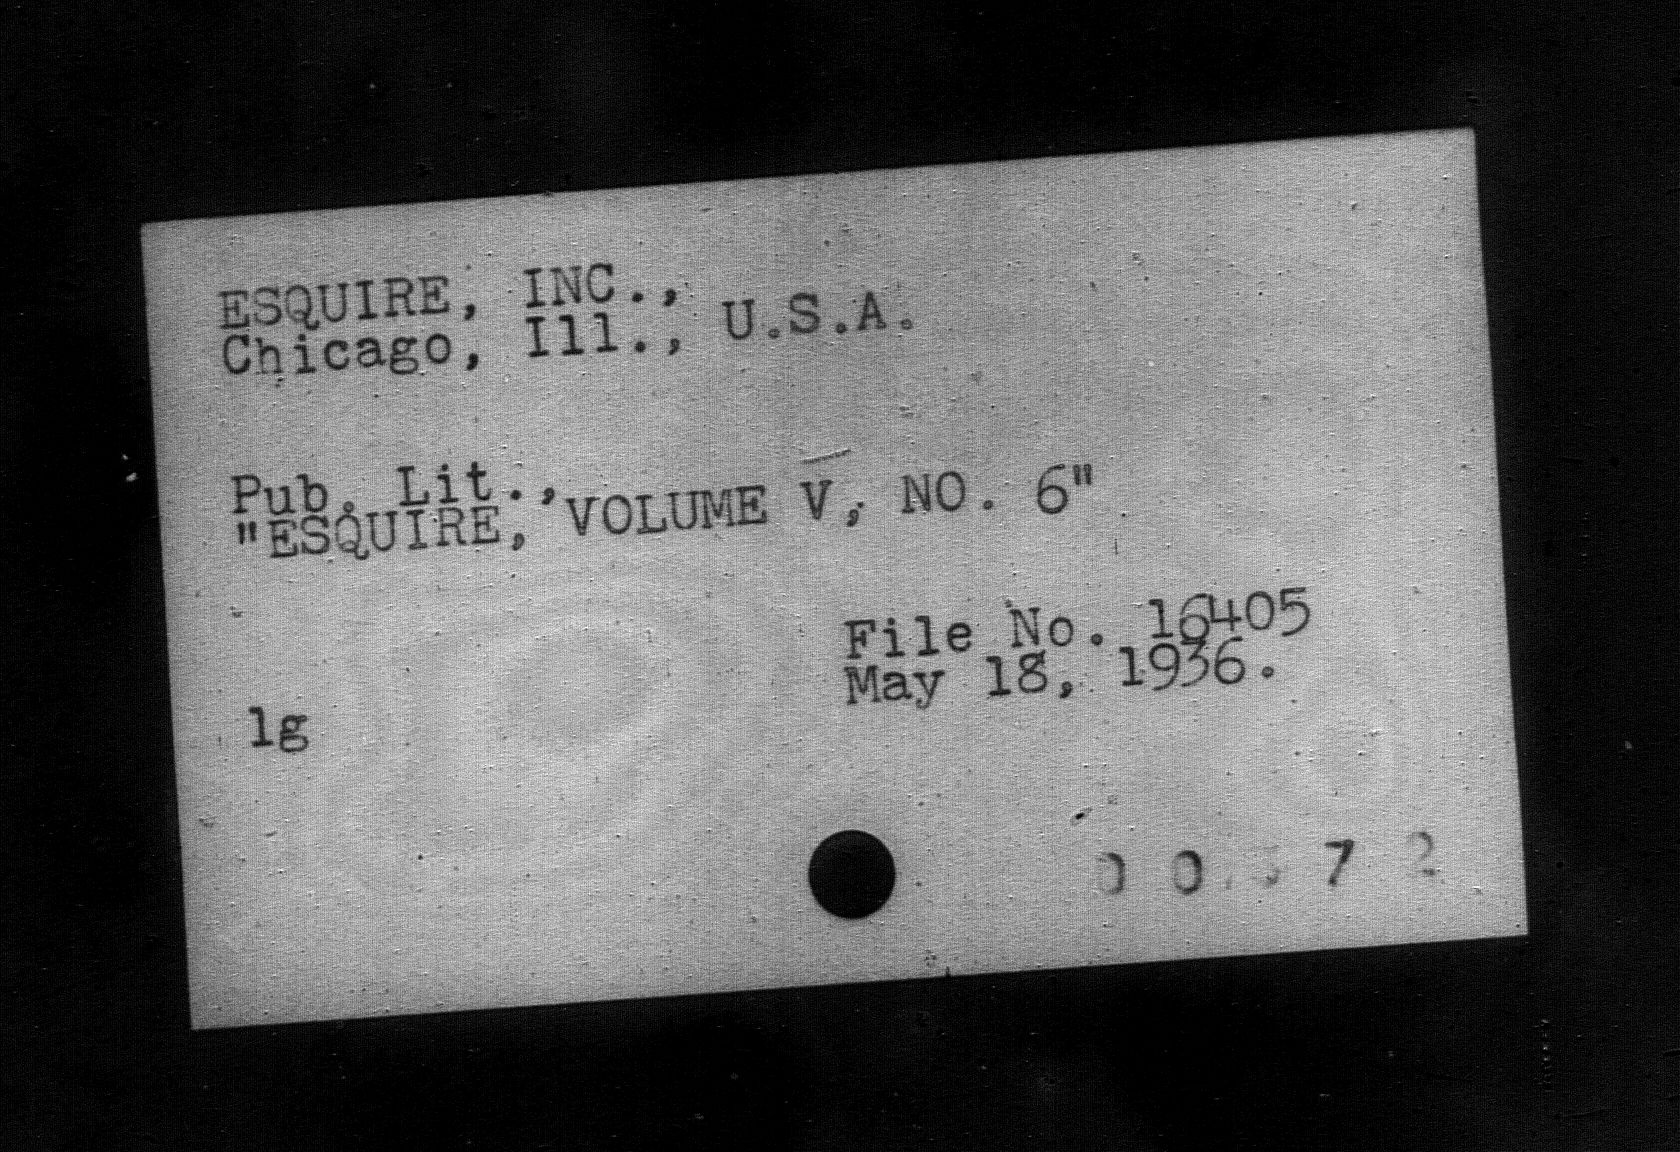 ESQUIRE, INC.,
Chicago, Ill., U.S.A.
Pub. Lit.,
"ESQUIRE, VOLUME V, NO. 6"
File No. 16405
May 18, 1936.
lg